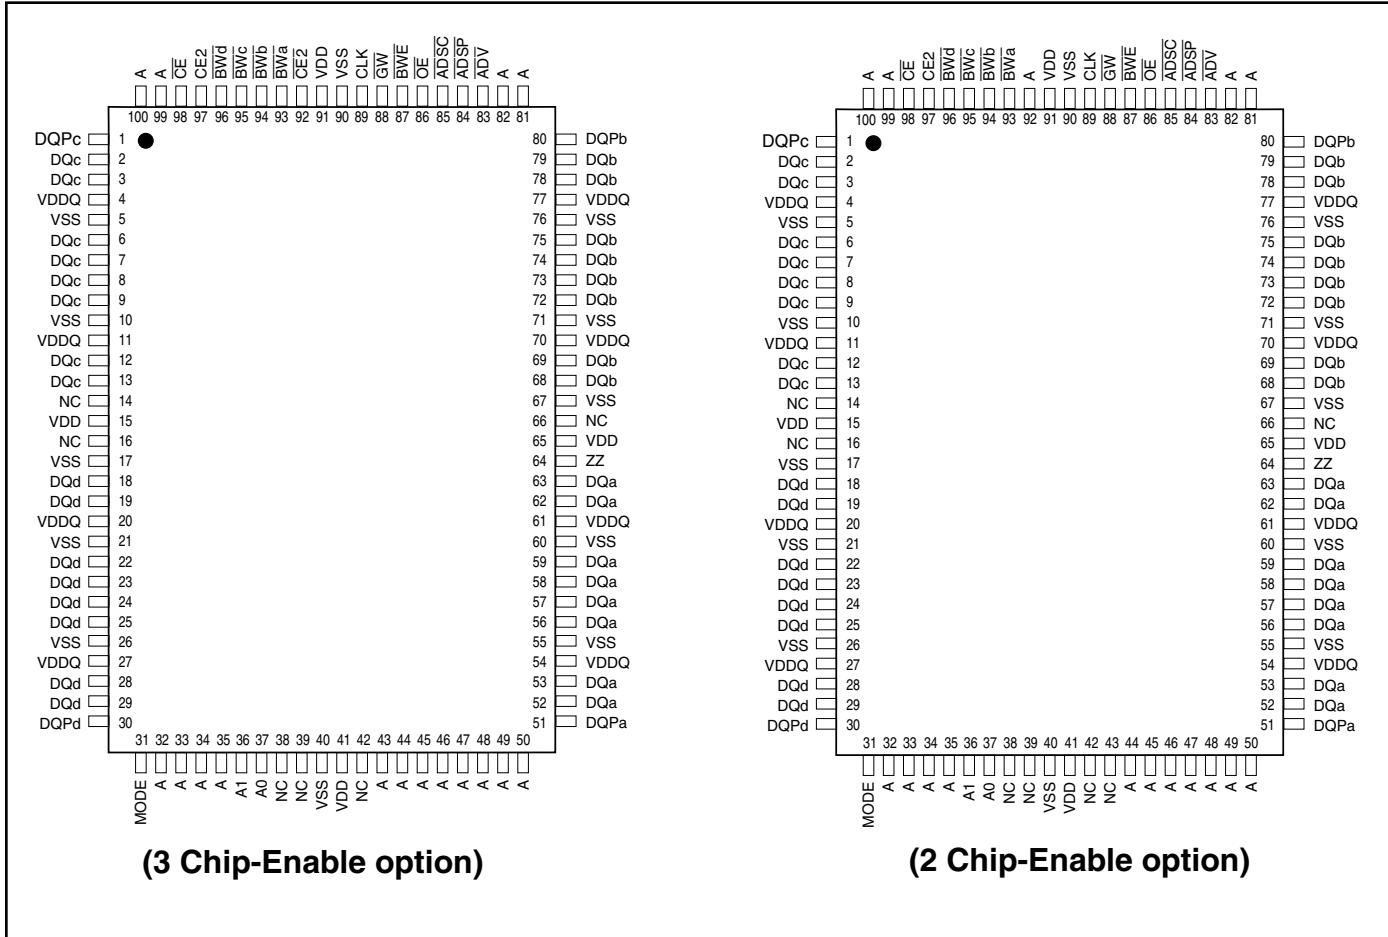 A A CE CE2 BWd BWc BWb BWa CE2 VDD VSS CLK GW BWE OE ADSC ADSP ADV A A
100 99 98 97 96 95 94 93 92 91 90 89 88 87 86 85 84 83 82 81
DQPc 1 80 DQPb
DQc 2 79 DQb
DQc 3 78 DQb
VDDQ 4 77 VDDQ
VSS 5 76 VSS
DQc 6 75 DQb
DQc 7 74 DQb
DQc 8 73 DQb
DQc 9 72 DQb
VSS 10 71 VSS
VDDQ 11 70 VDDQ
DQc 12 69 DQb
DQc 13 68 DQb
NC 14 67 VSS
VDD 15 66 NC
NC 16 65 VDD
VSS 17 64 ZZ
DQd 18 63 DQa
DQd 19 62 DQa
VDDQ 20 61 VDDQ
VSS 21 60 VSS
DQd 22 59 DQa
DQd 23 58 DQa
DQd 24 57 DQa
DQd 25 56 DQa
VSS 26 55 VSS
VDDQ 27 54 VDDQ
DQd 28 53 DQa
DQd 29 52 DQa
DQPd 30 51 DQPa
31 32 33 34 35 36 37 38 39 40 41 42 43 44 45 46 47 48 49 50
MODE A A A A A1 A0 NC NC VSS VDD NC A A A A A A A A
(3 Chip-Enable option)
A A CE CE2 BWd BWc BWb BWa A VDD VSS CLK GW BWE OE ADSC ADSP ADV A A
100 99 98 97 96 95 94 93 92 91 90 89 88 87 86 85 84 83 82 81
DQPc 1 80 DQPb
DQc 2 79 DQb
DQc 3 78 DQb
VDDQ 4 77 VDDQ
VSS 5 76 VSS
DQc 6 75 DQb
DQc 7 74 DQb
DQc 8 73 DQb
DQc 9 72 DQb
VSS 10 71 VSS
VDDQ 11 70 VDDQ
DQc 12 69 DQb
DQc 13 68 DQb
NC 14 67 VSS
VDD 15 66 NC
NC 16 65 VDD
VSS 17 64 ZZ
DQd 18 63 DQa
DQd 19 62 DQa
VDDQ 20 61 VDDQ
VSS 21 60 VSS
DQd 22 59 DQa
DQd 23 58 DQa
DQd 24 57 DQa
DQd 25 56 DQa
VSS 26 55 VSS
VDDQ 27 54 VDDQ
DQd 28 53 DQa
DQd 29 52 DQa
DQPd 30 51 DQPa
31 32 33 34 35 36 37 38 39 40 41 42 43 44 45 46 47 48 49 50
MODE A A A A A1 A0 NC NC VSS VDD NC NC A A A A A A A
(2 Chip-Enable option)